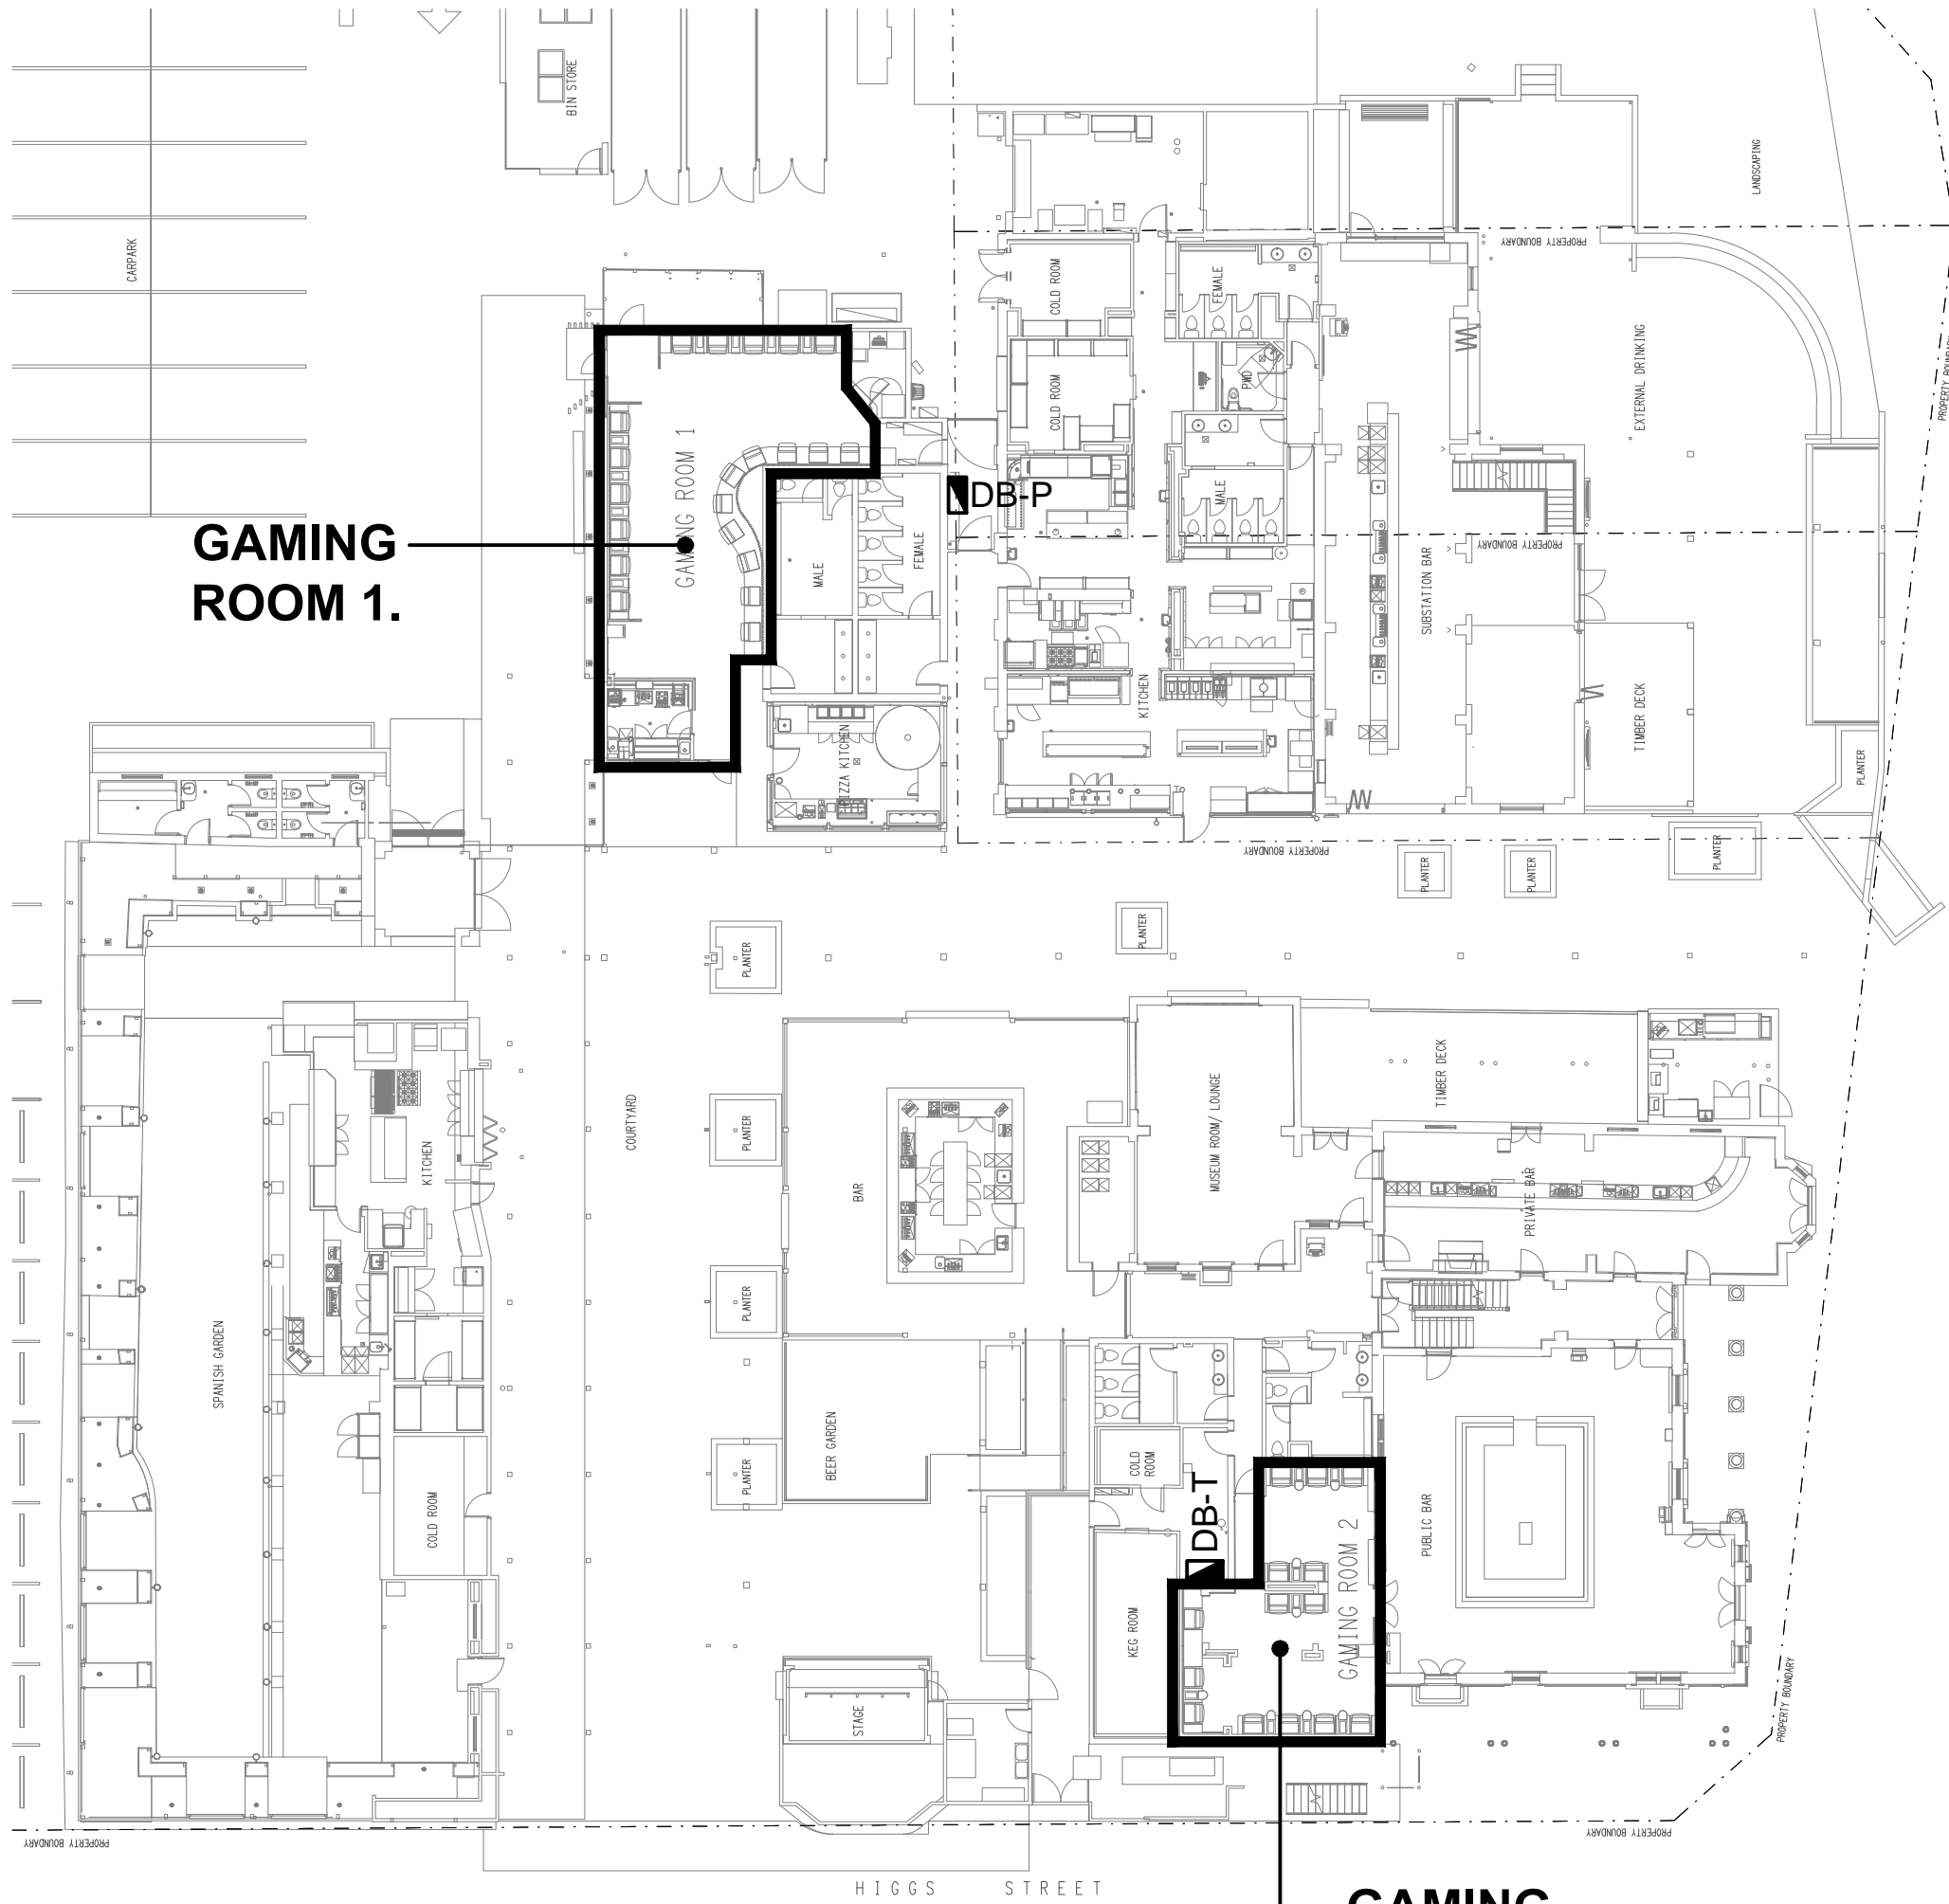 BIN STORE
CARPARK
LANDSCAPING
PROPERTY BOUNDARY
COLD ROOM
FEMALE
EXTERNAL DRINKING
PROPERTY BOUNDARY
COLD ROOM
PWD
GAMING ROOM 1
DB-P
MALE
GAMING
ROOM 1.
MALE
FEMALE
PROPERTY BOUNDARY
SUBSTATION BAR
KITCHEN
TIMBER DECK
PIZZA KITCHEN
PLANTER
PROPERTY BOUNDARY
PLANTER
PLANTER
PLANTER
PLANTER
PLANTER
COURTYARD
KITCHEN
PLANTER
BAR
MUSEUM ROOM/ LOUNGE
TIMBER DECK
PRIVATE BAR
PLANTER
SPANISH GARDEN
BEER GARDEN
PLANTER
COLD
ROOM
COLD ROOM
DB-T
GAMING ROOM 2
PUBLIC BAR
KEG ROOM
STAGE
PROPERTY BOUNDARY
PROPERTY BOUNDARY
PROPERTY BOUNDARY
HIGGS STREET
GAMING